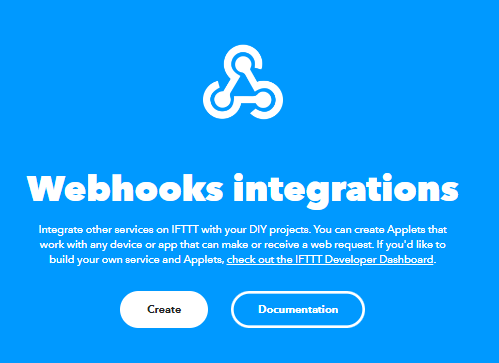 Webhooks integrations
Integrate other services on IFTTT with your DIY projects. You can create Applets that
work with any device or app that can make or receive a web request. If you'd like to
build your own service and Applets, check out the IFTTT Developer Dashboard.
Create
Documentation